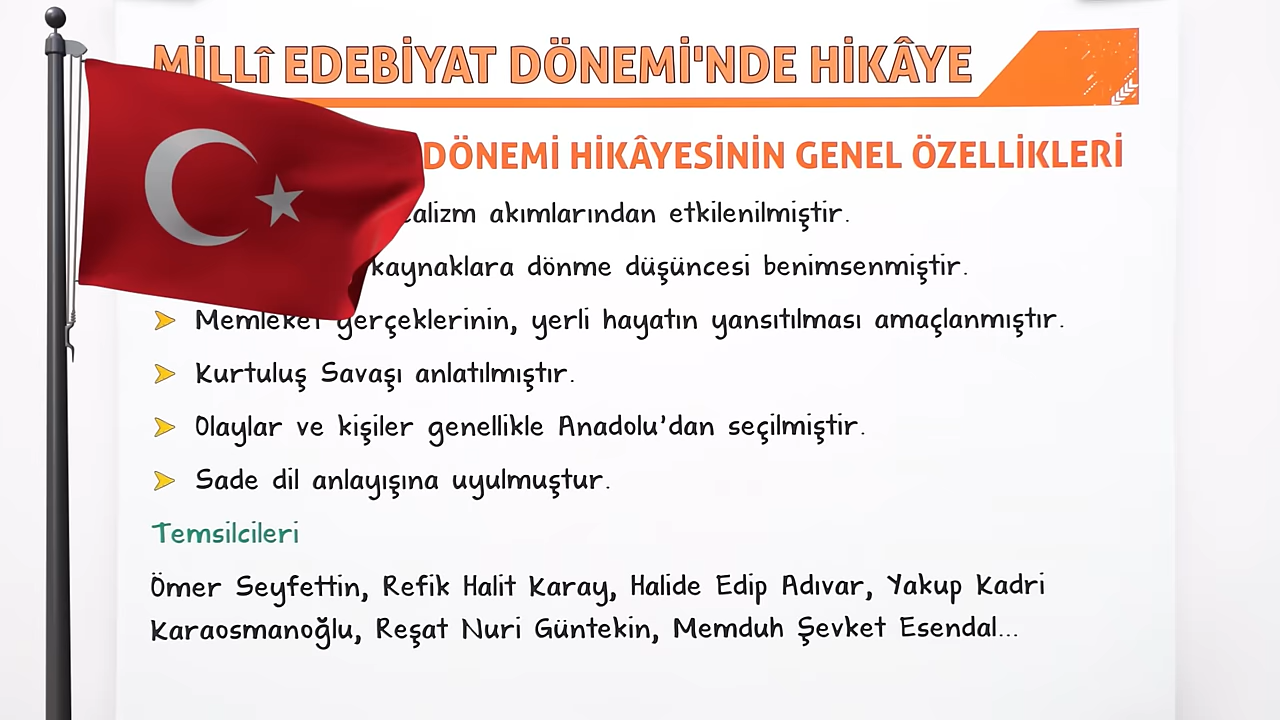 MİLLÎ EDEBİYAT DÖNEMİ'NDE HİKÂYE
DÖNEMİ HİKÂYESİNİN GENEL ÖZELLİKLERİ
akımlarından etkilenilmiştir.
kaynaklara dönme düşüncesi benimsenmiştir.
➤ Memleket gerçeklerinin, yerli hayatın yansıtılması amaçlanmıştır.
➤ Kurtuluş Savaşı anlatılmıştır.
➤ Olaylar ve kişiler genellikle Anadolu'dan seçilmiştir.
➤ Sade dil anlayışına uyulmuştur.
Temsilcileri
Ömer Seyfettin, Refik Halit Karay, Halide Edip Adıvar, Yakup Kadri
Karaosmanoğlu, Reşat Nuri Güntekin, Memduh Şevket Esendal...